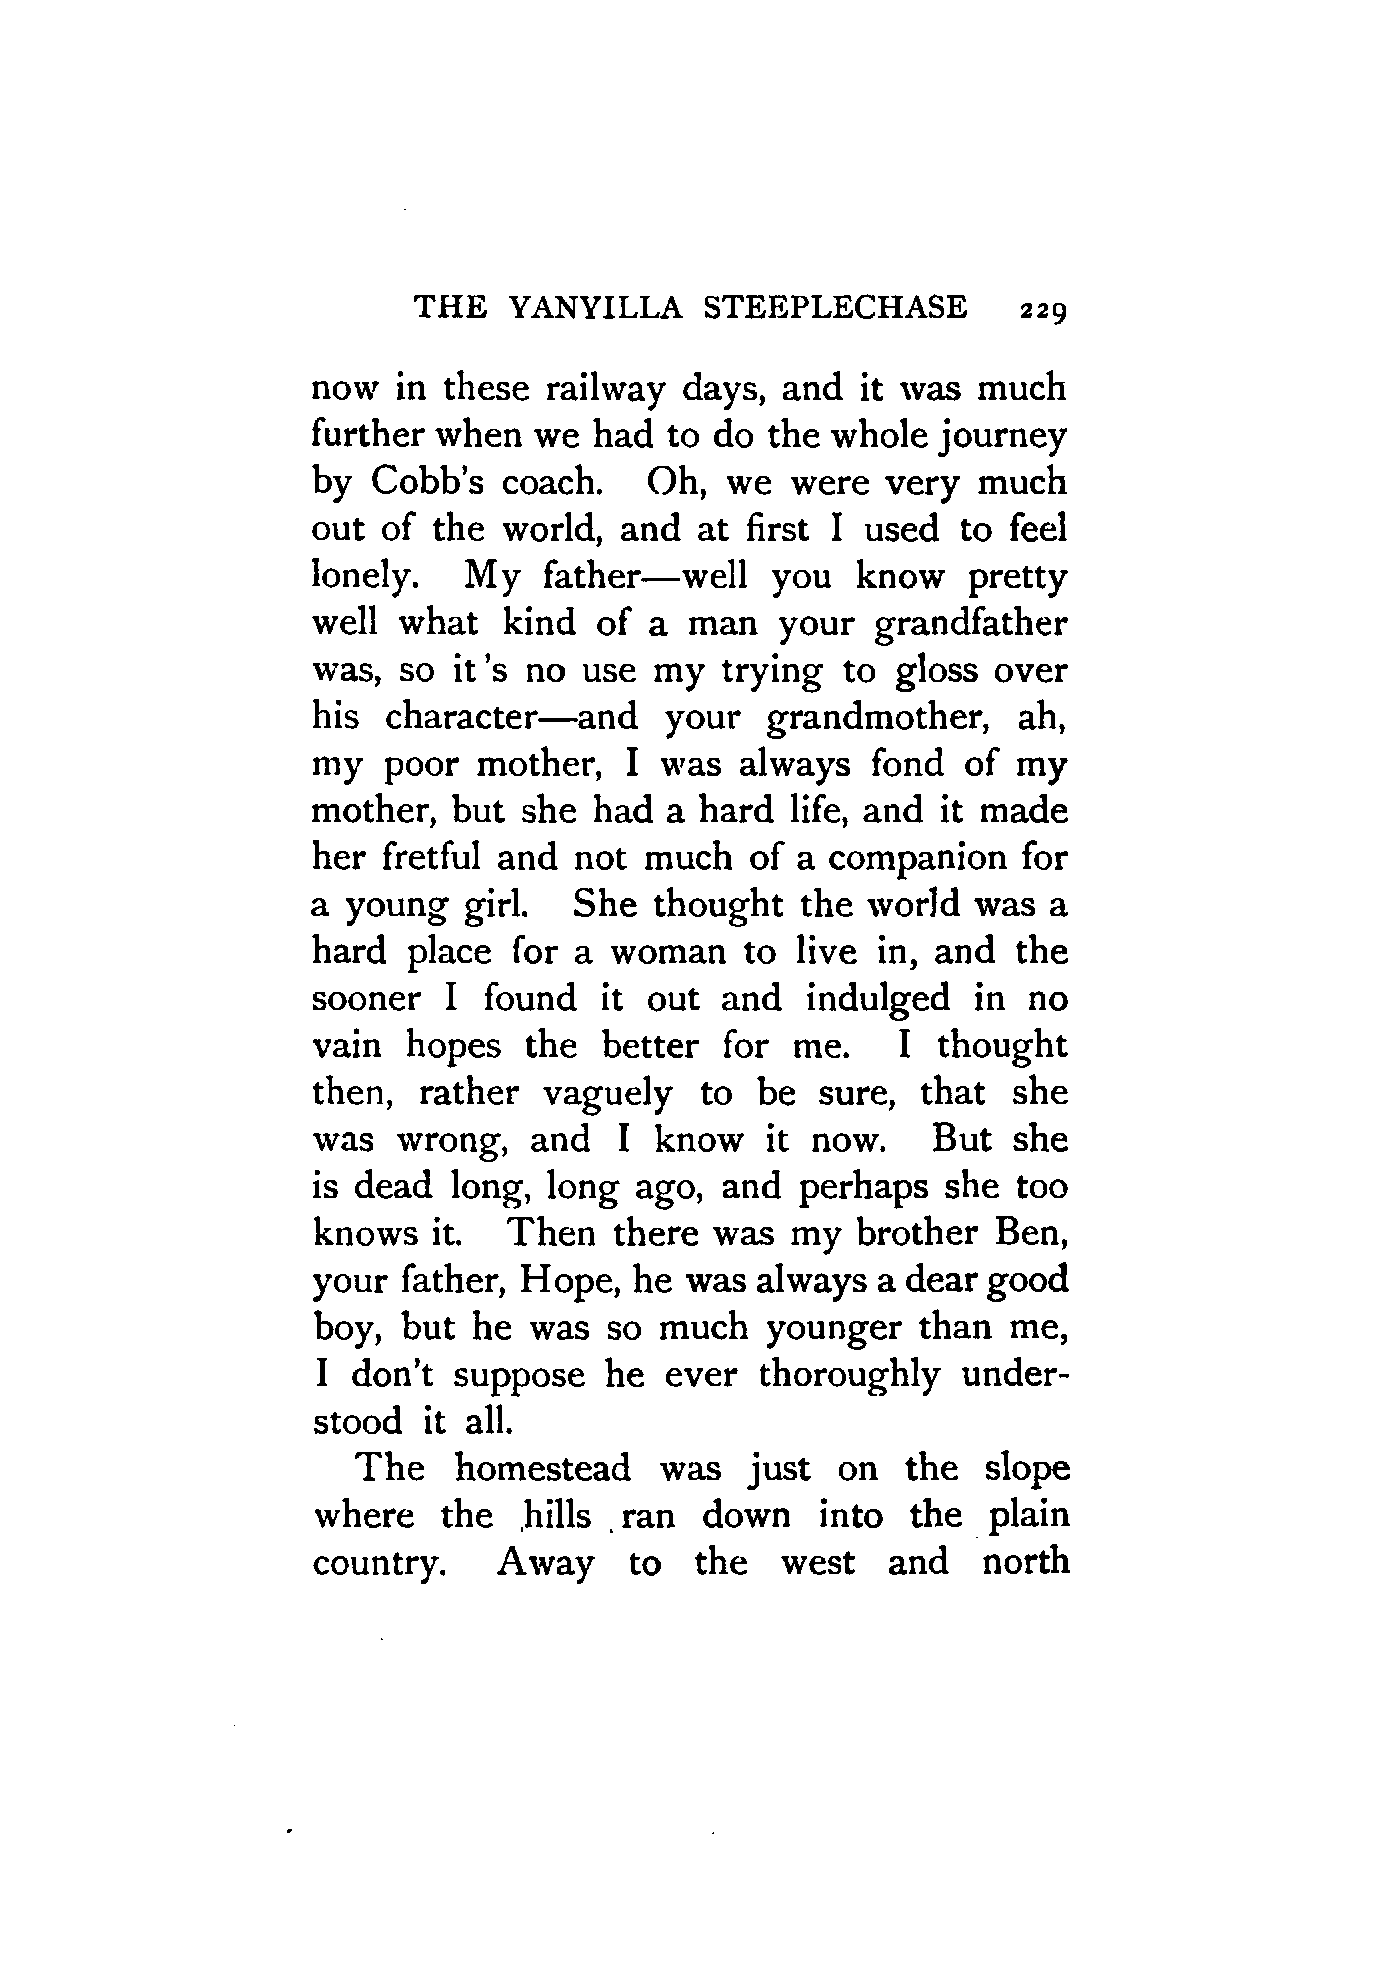 THE YANYILLA STEEPLECHASE 229
now in these railway days, and it was much
further when we had to do the whole journey
by Cobb's coach. Oh, we were very much
out of the world, and at first I used to feel
lonely. My father—well you know pretty
well what kind of a man your grandfather
was, so it 's no use my trying to gloss over
his character—and your grandmother, ah,
my poor mother, I was always fond of my
mother, but she had a hard life, and it made
her fretful and not much of a companion for
a young girl. She thought the world was a
hard place for a woman to live in, and the
sooner I found it out and indulged in no
vain hopes the better for me. I thought
then, rather vaguely to be sure, that she
was wrong, and I know it now. But she
is dead long, long ago, and perhaps she too
knows it. Then there was my brother Ben,
your father, Hope, he was always a dear good
boy, but he was so much younger than me,
I don't suppose he ever thoroughly under-
stood it all.
The homestead was just on the slope
where the hills ran down into the plain
country. Away to the west and north